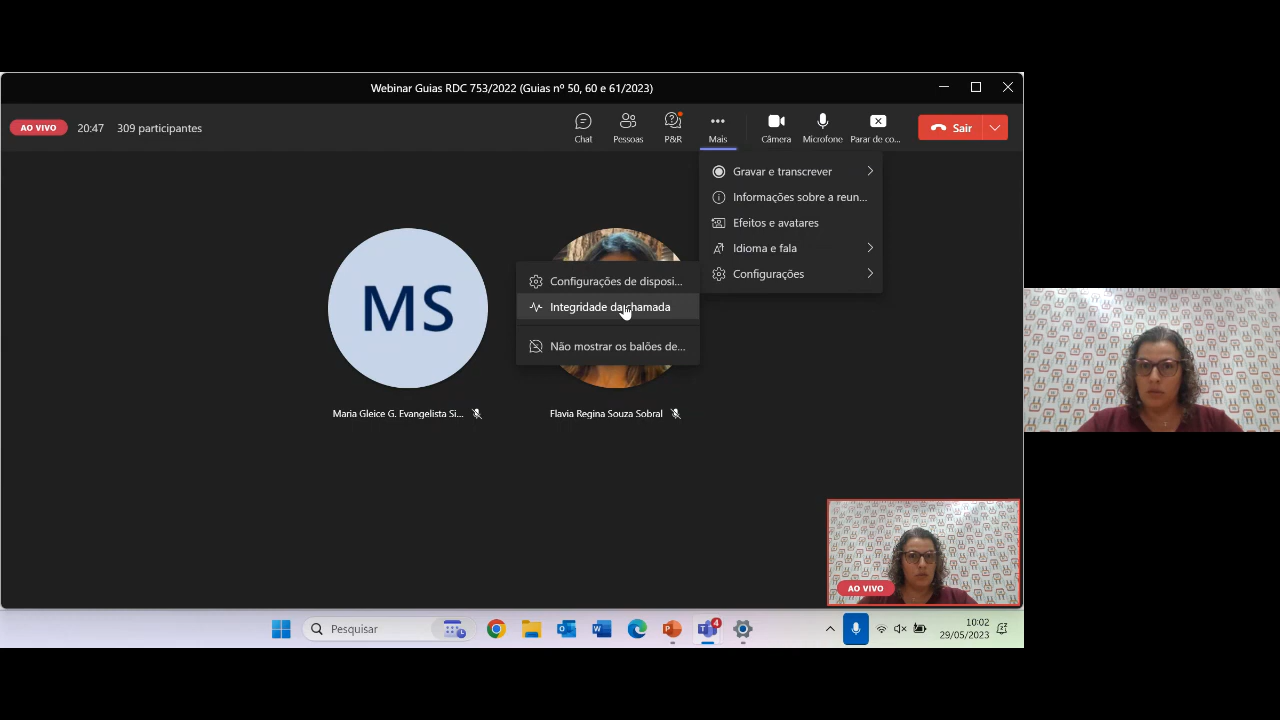 Webinar Guias RDC 753/2022 (Guias nº 50, 60 e 61/2023)
AO VIVO 20:47 309 participantes
Chat Pessoas P&R Mais Câmera Microfone Parar de co... Sair
Gravar e transcrever
Informações sobre a reun...
Efeitos e avatares
Idioma e fala
Configurações
Configurações de disposi...
Integridade da chamada
Não mostrar os balões de...
MS
Maria Gleice G. Evangelista Si...
Flavia Regina Souza Sobral
AO VIVO
Pesquisar
4
10:02
29/05/2023